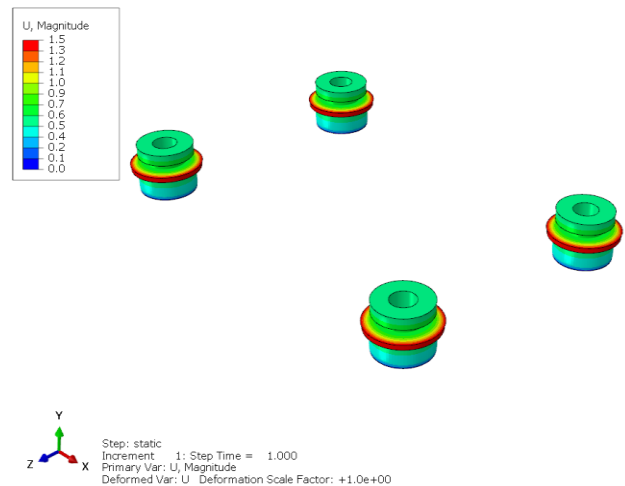 U, Magnitude
1.5
1.3
1.2
1.1
1.0
0.9
0.7
0.6
0.5
0.4
0.2
0.1
0.0
Y
Z
X
Step: static
Increment 1: Step Time = 1.000
Primary Var: U, Magnitude
Deformed Var: U Deformation Scale Factor: +1.0e+00